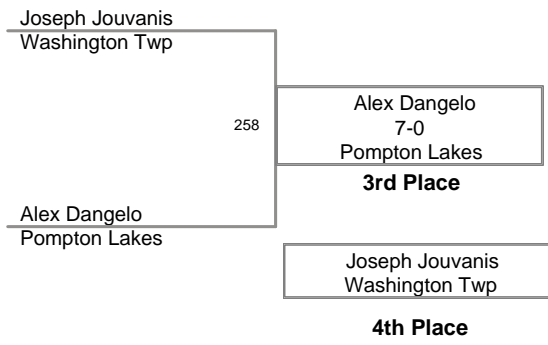 Joseph Jouvanis
Washington Twp
258
Alex Dangelo
7-0
Pompton Lakes
3rd Place
Alex Dangelo
Pompton Lakes
Joseph Jouvanis
Washington Twp
4th Place